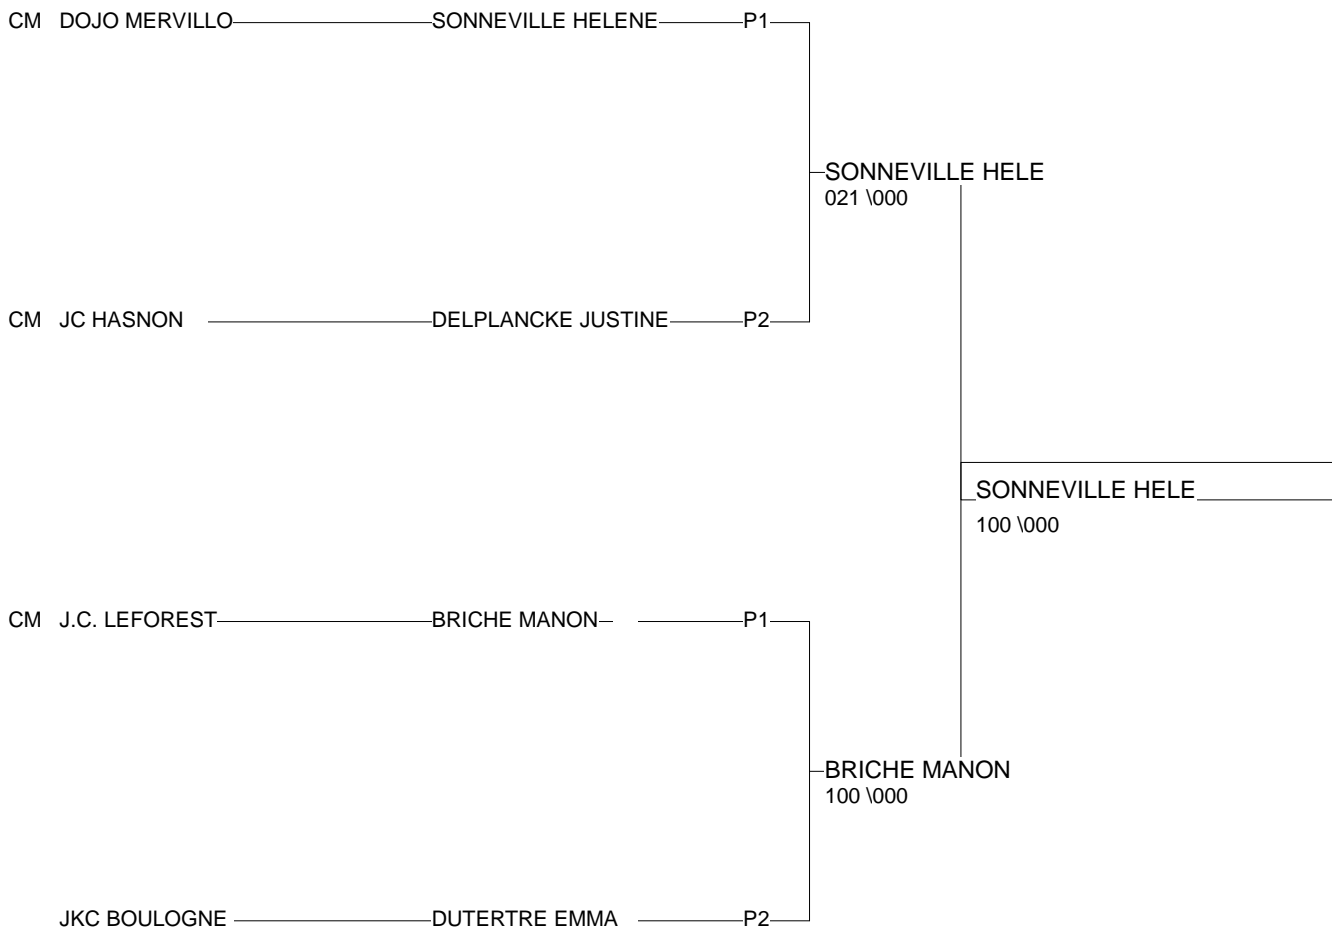 CM DOJO MERVILLO SONNEVILLE HELENE P1
SONNEVILLE HELE
021 \000
CM JC HASNON DELPLANCKE JUSTINE P2
SONNEVILLE HELE
100 \000
CM J.C. LEFOREST BRICHE MANON P1
BRICHE MANON
100 \000
JKC BOULOGNE DUTERTRE EMMA P2